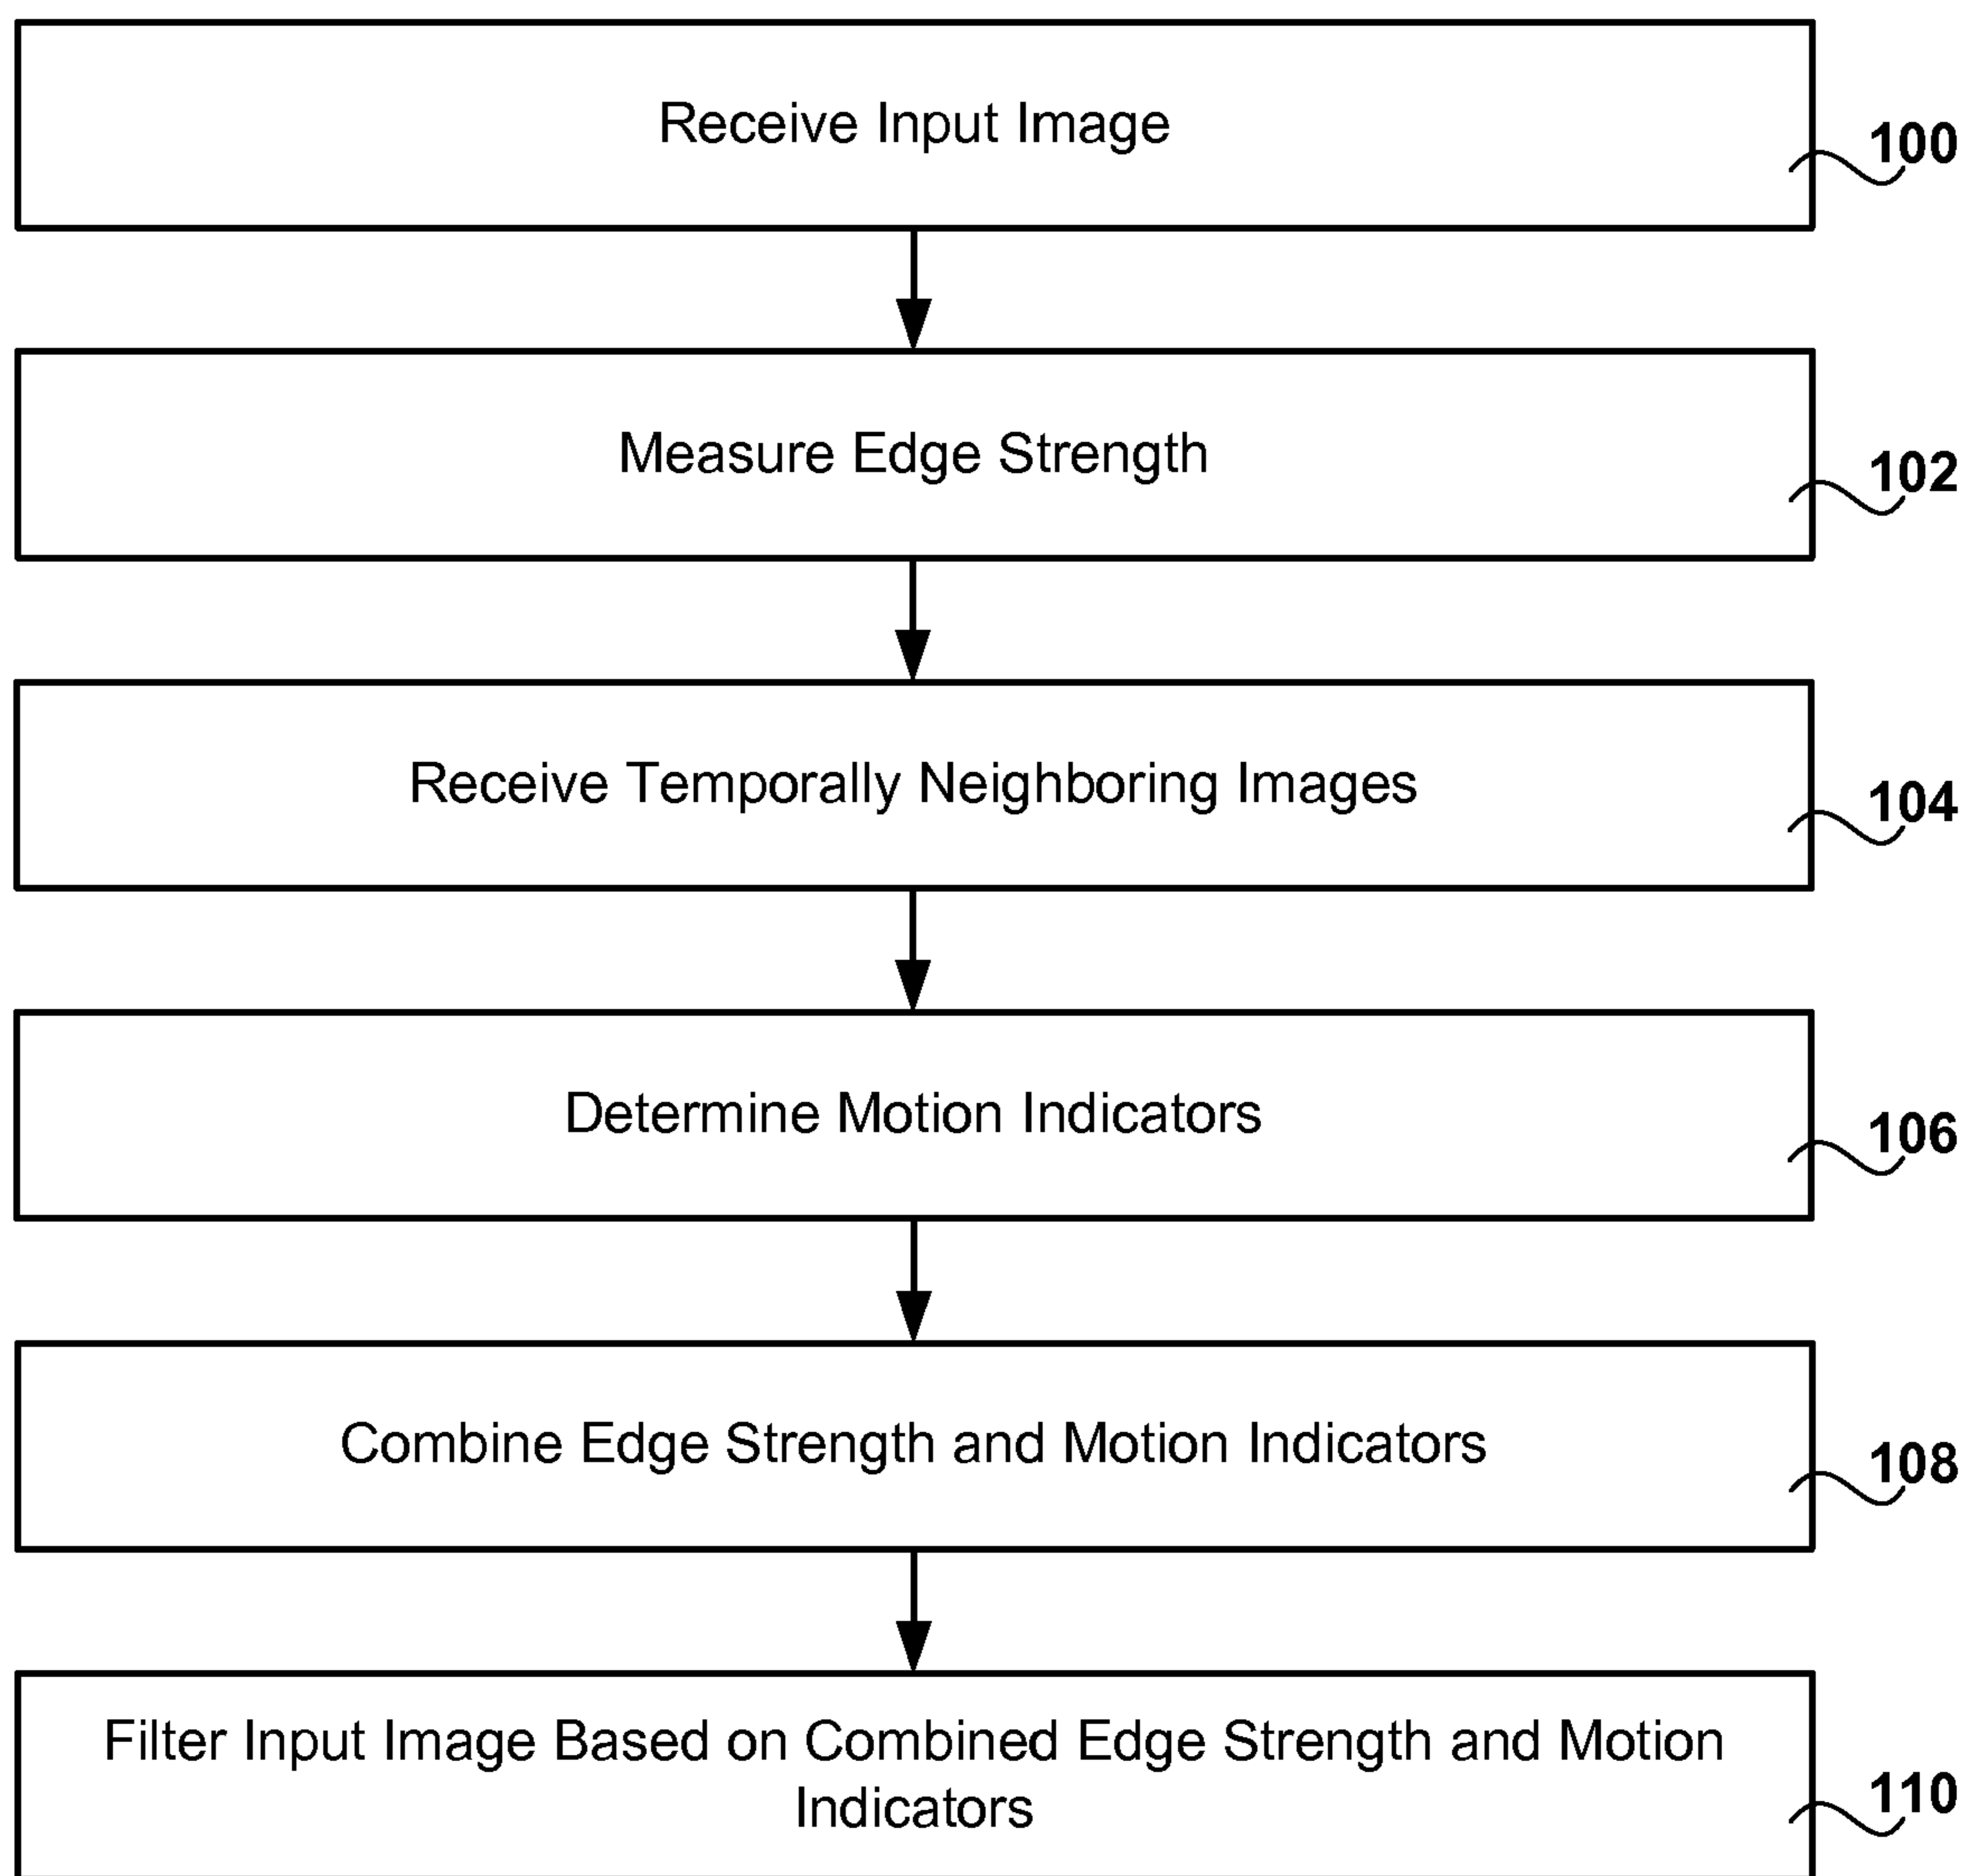 Receive Input Image
100
Measure Edge Strength
102
Receive Temporally Neighboring Images
104
Determine Motion Indicators
106
Combine Edge Strength and Motion Indicators
108
Filter Input Image Based on Combined Edge Strength and Motion
Indicators
110